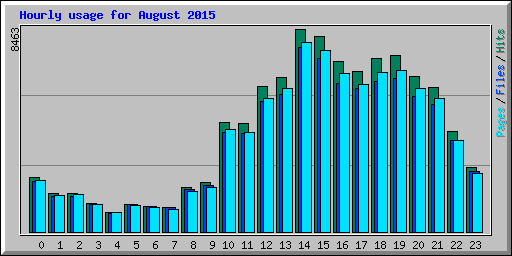 Hourly usage for August 2015
8463
Pages/Files/Hits
0 1 2 3 4 5 6 7 8 9 10 11 12 13 14 15 16 17 18 19 20 21 22 23